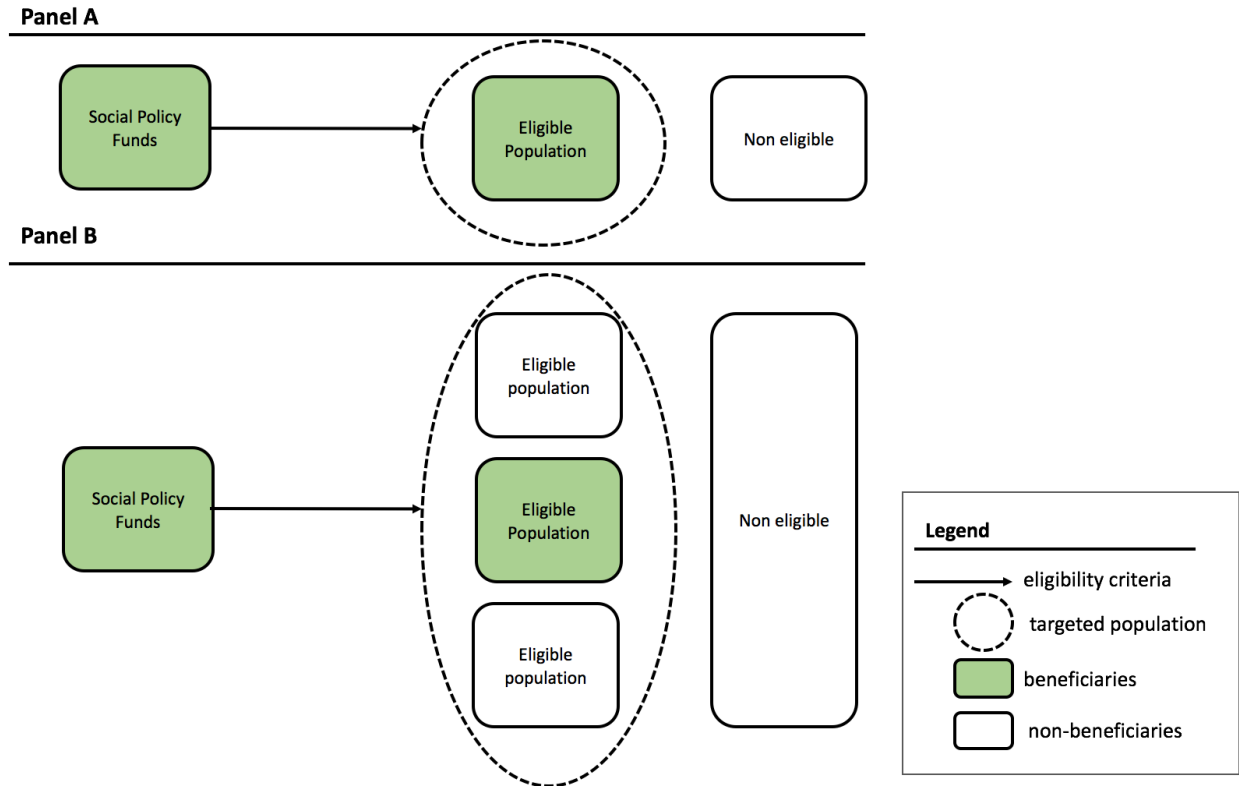 Panel A
Social Policy
Funds
Eligible
Population
Non eligible
Panel B
Eligible
population
Social Policy
Funds
Eligible
Population
Non eligible
Eligible
population
Legend
eligibility criteria
targeted population
beneficiaries
non-beneficiaries